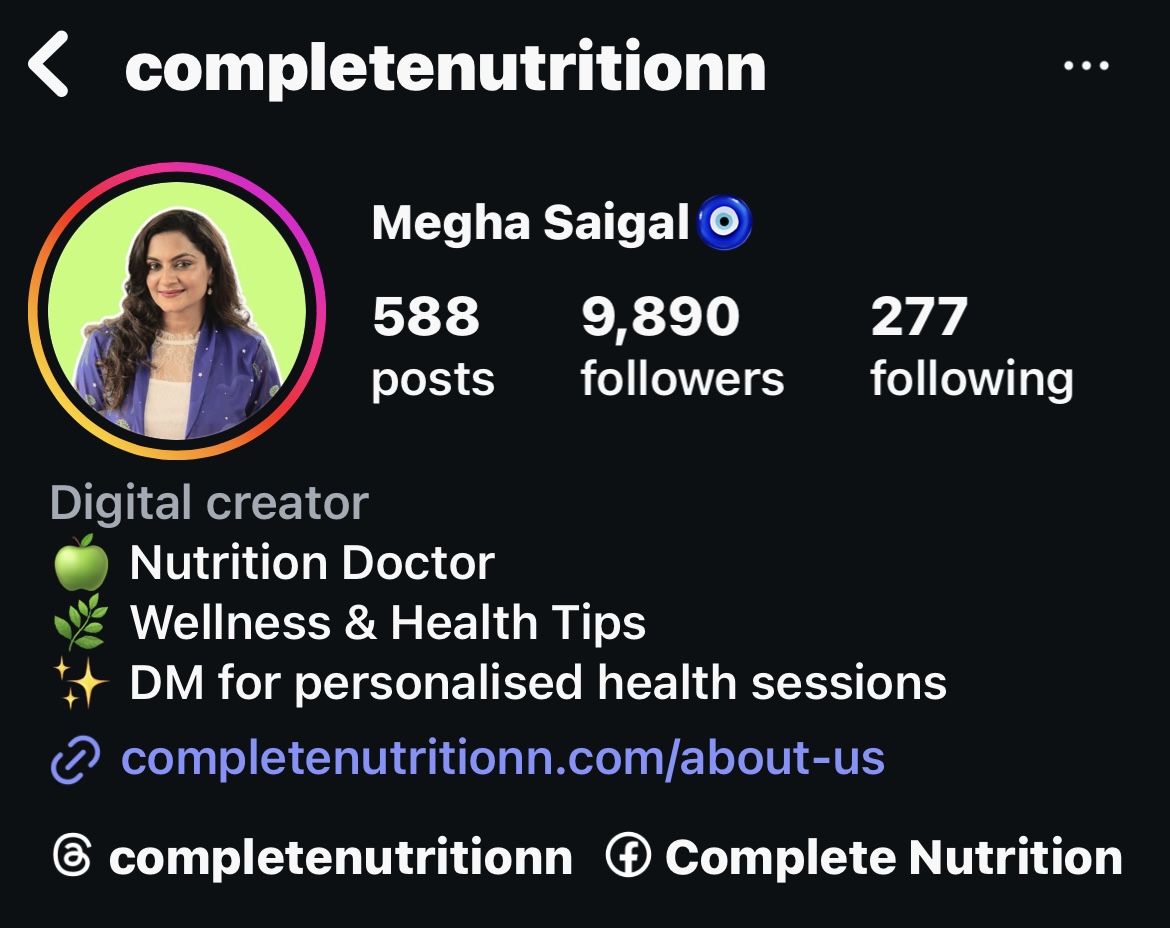 completenutritionn
Megha Saigal🧿
588 9,890 277
posts followers following
Digital creator
🍏 Nutrition Doctor
🌿 Wellness & Health Tips
✨ DM for personalised health sessions
completenutritionn.com/about-us
completenutritionn Complete Nutrition